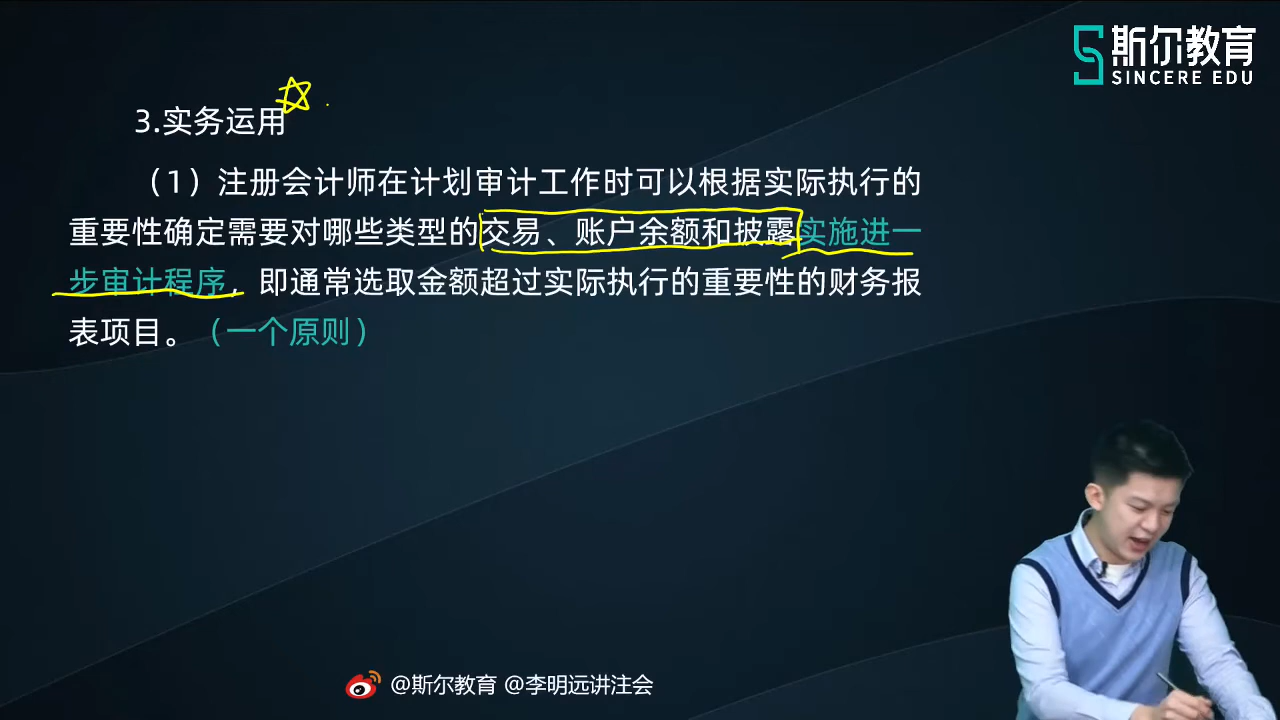 斯尔教育
SINCERE EDU
3.实务运用
（1）注册会计师在计划审计工作时可以根据实际执行的
重要性确定需要对哪些类型的交易、账户余额和披露实施进一
步审计程序，即通常选取金额超过实际执行的重要性的财务报
表项目。（一个原则）
@斯尔教育 @李明远讲注会